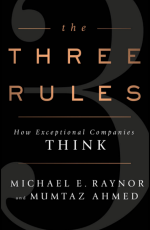 the
THREE
RULES
How Exceptional Companies
THINK
MICHAEL E. RAYNOR
and MUMTAZ AHMED